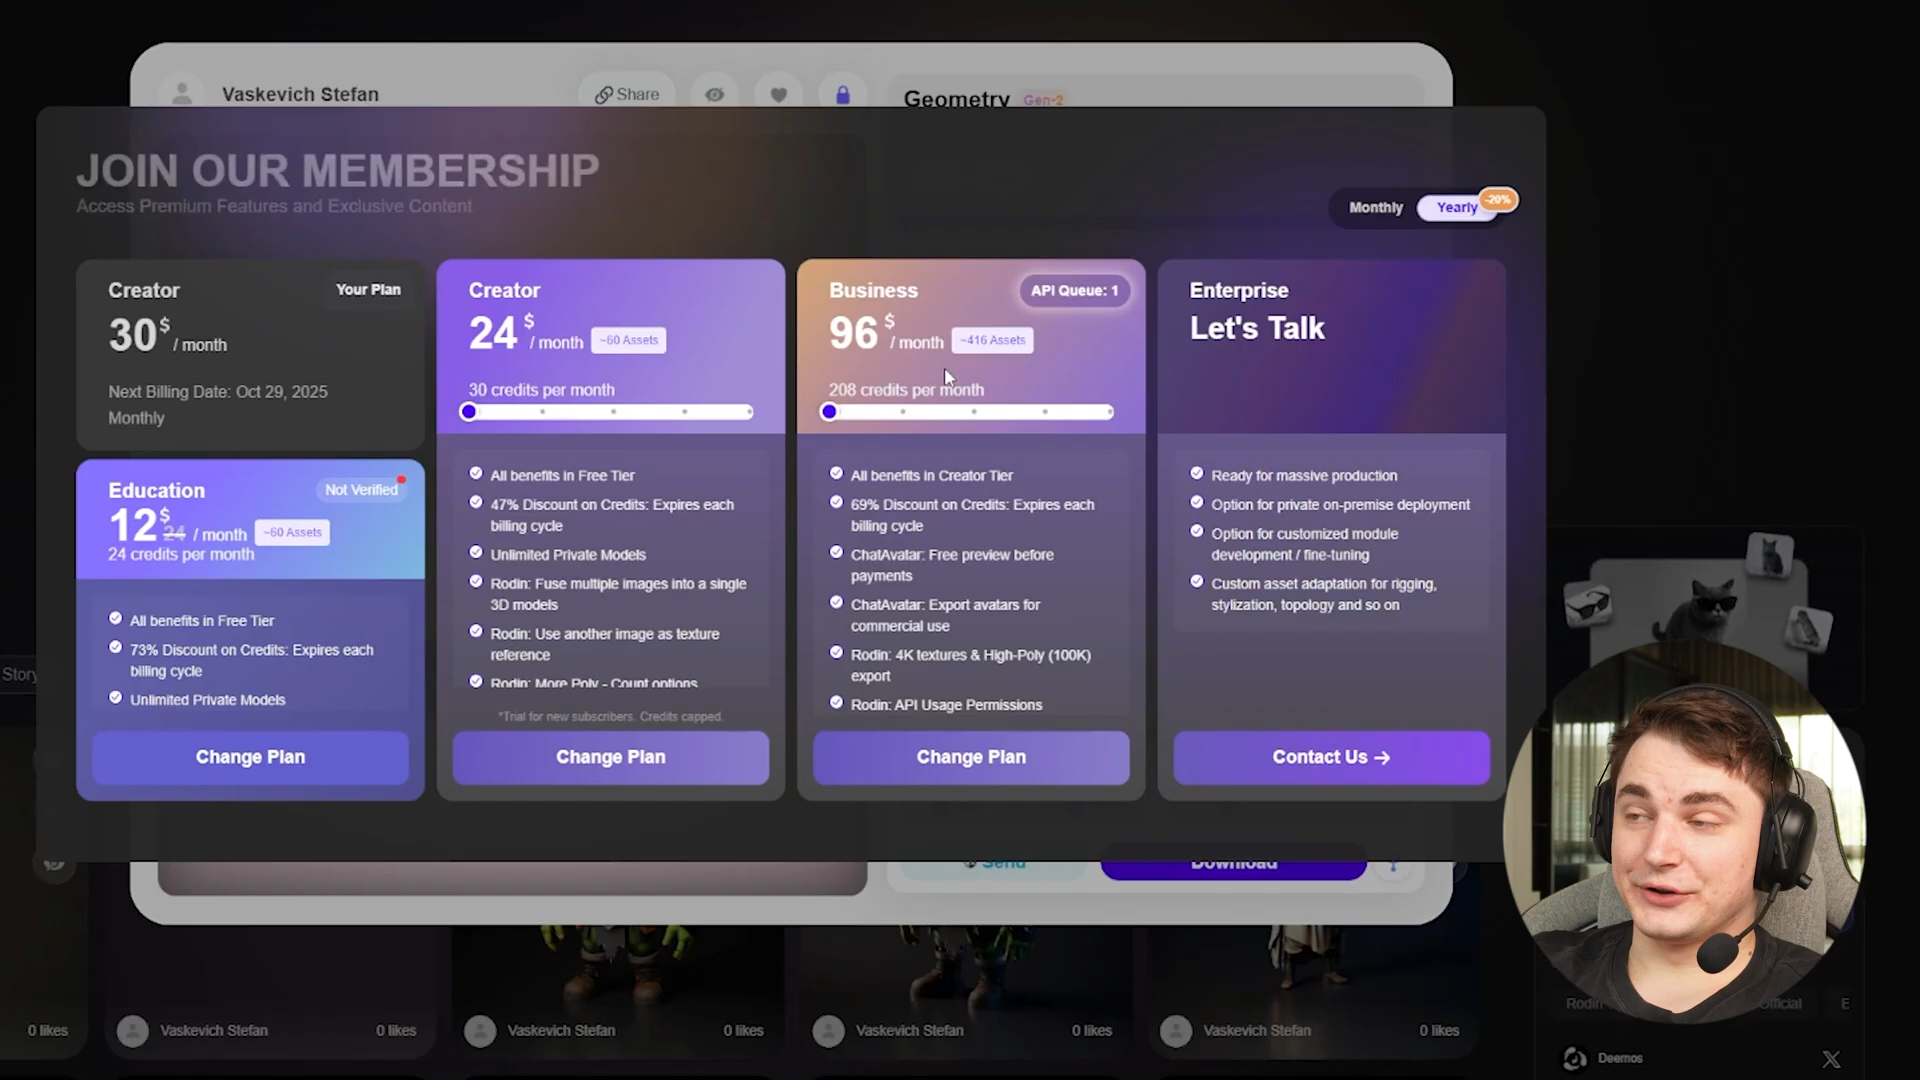 Vaskevich Stefan
Share
Geometry Gen-2
JOIN OUR MEMBERSHIP
Access Premium Features and Exclusive Content
Monthly
Yearly
-20%
Creator
Your Plan
30$ / month
Next Billing Date: Oct 29, 2025
Monthly
Education
Not Verified
12$ 24 / month ~60 Assets
24 credits per month
All benefits in Free Tier
73% Discount on Credits: Expires each
billing cycle
Unlimited Private Models
Change Plan
Creator
24$ / month ~60 Assets
30 credits per month
All benefits in Free Tier
47% Discount on Credits: Expires each
billing cycle
Unlimited Private Models
Rodin: Fuse multiple images into a single
3D models
Rodin: Use another image as texture
reference
Rodin: More Poly - Count options
*Trial for new subscribers. Credits capped.
Change Plan
Business
API Queue: 1
96$ / month ~416 Assets
208 credits per month
All benefits in Creator Tier
69% Discount on Credits: Expires each
billing cycle
ChatAvatar: Free preview before
payments
ChatAvatar: Export avatars for
commercial use
Rodin: 4K textures & High-Poly (100K)
export
Rodin: API Usage Permissions
Change Plan
Enterprise
Let's Talk
Ready for massive production
Option for private on-premise deployment
Option for customized module
development / fine-tuning
Custom asset adaptation for rigging,
stylization, topology and so on
Contact Us →
Story
Send
Download
0 likes
Vaskevich Stefan
0 likes
Vaskevich Stefan
0 likes
Vaskevich Stefan
0 likes
Vaskevich Stefan
0 likes
Rodin
E
Deemos